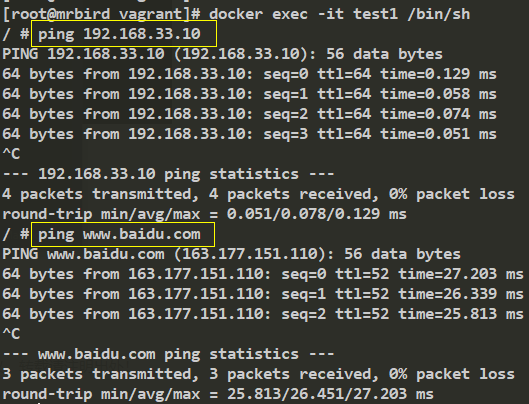 [root@mrbird vagrant]# docker exec -it test1 /bin/sh
/ # ping 192.168.33.10
PING 192.168.33.10 (192.168.33.10): 56 data bytes
64 bytes from 192.168.33.10: seq=0 ttl=64 time=0.129 ms
64 bytes from 192.168.33.10: seq=1 ttl=64 time=0.058 ms
64 bytes from 192.168.33.10: seq=2 ttl=64 time=0.074 ms
64 bytes from 192.168.33.10: seq=3 ttl=64 time=0.051 ms
^C
--- 192.168.33.10 ping statistics ---
4 packets transmitted, 4 packets received, 0% packet loss
round-trip min/avg/max = 0.051/0.078/0.129 ms
/ # ping www.baidu.com
PING www.baidu.com (163.177.151.110): 56 data bytes
64 bytes from 163.177.151.110: seq=0 ttl=52 time=27.203 ms
64 bytes from 163.177.151.110: seq=1 ttl=52 time=26.339 ms
64 bytes from 163.177.151.110: seq=2 ttl=52 time=25.813 ms
^C
--- www.baidu.com ping statistics ---
3 packets transmitted, 3 packets received, 0% packet loss
round-trip min/avg/max = 25.813/26.451/27.203 ms